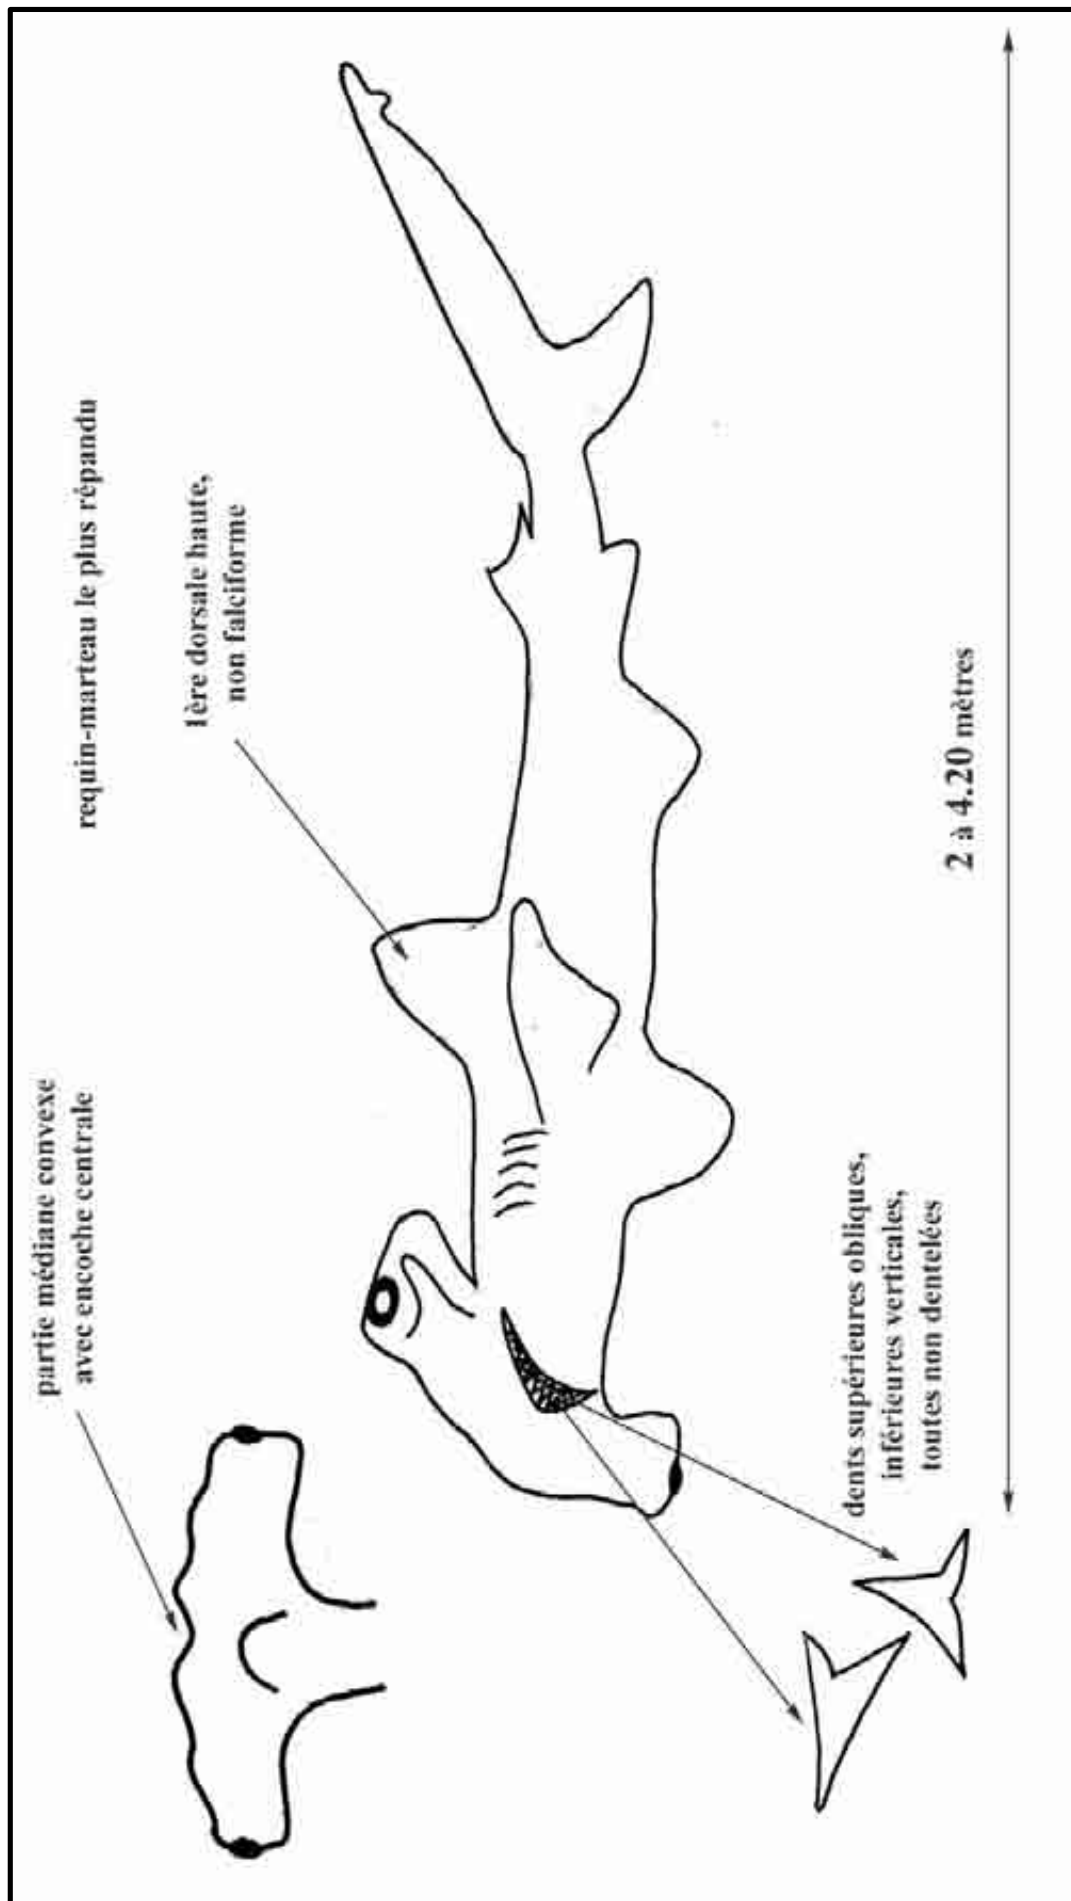 requin-marteau le plus répandu
partie médiane convexe
avec encoche centrale
1ère dorsale haute,
non falciforme
dents supérieures obliques,
inférieures verticales,
toutes non dentelées
2 à 4.20 mètres